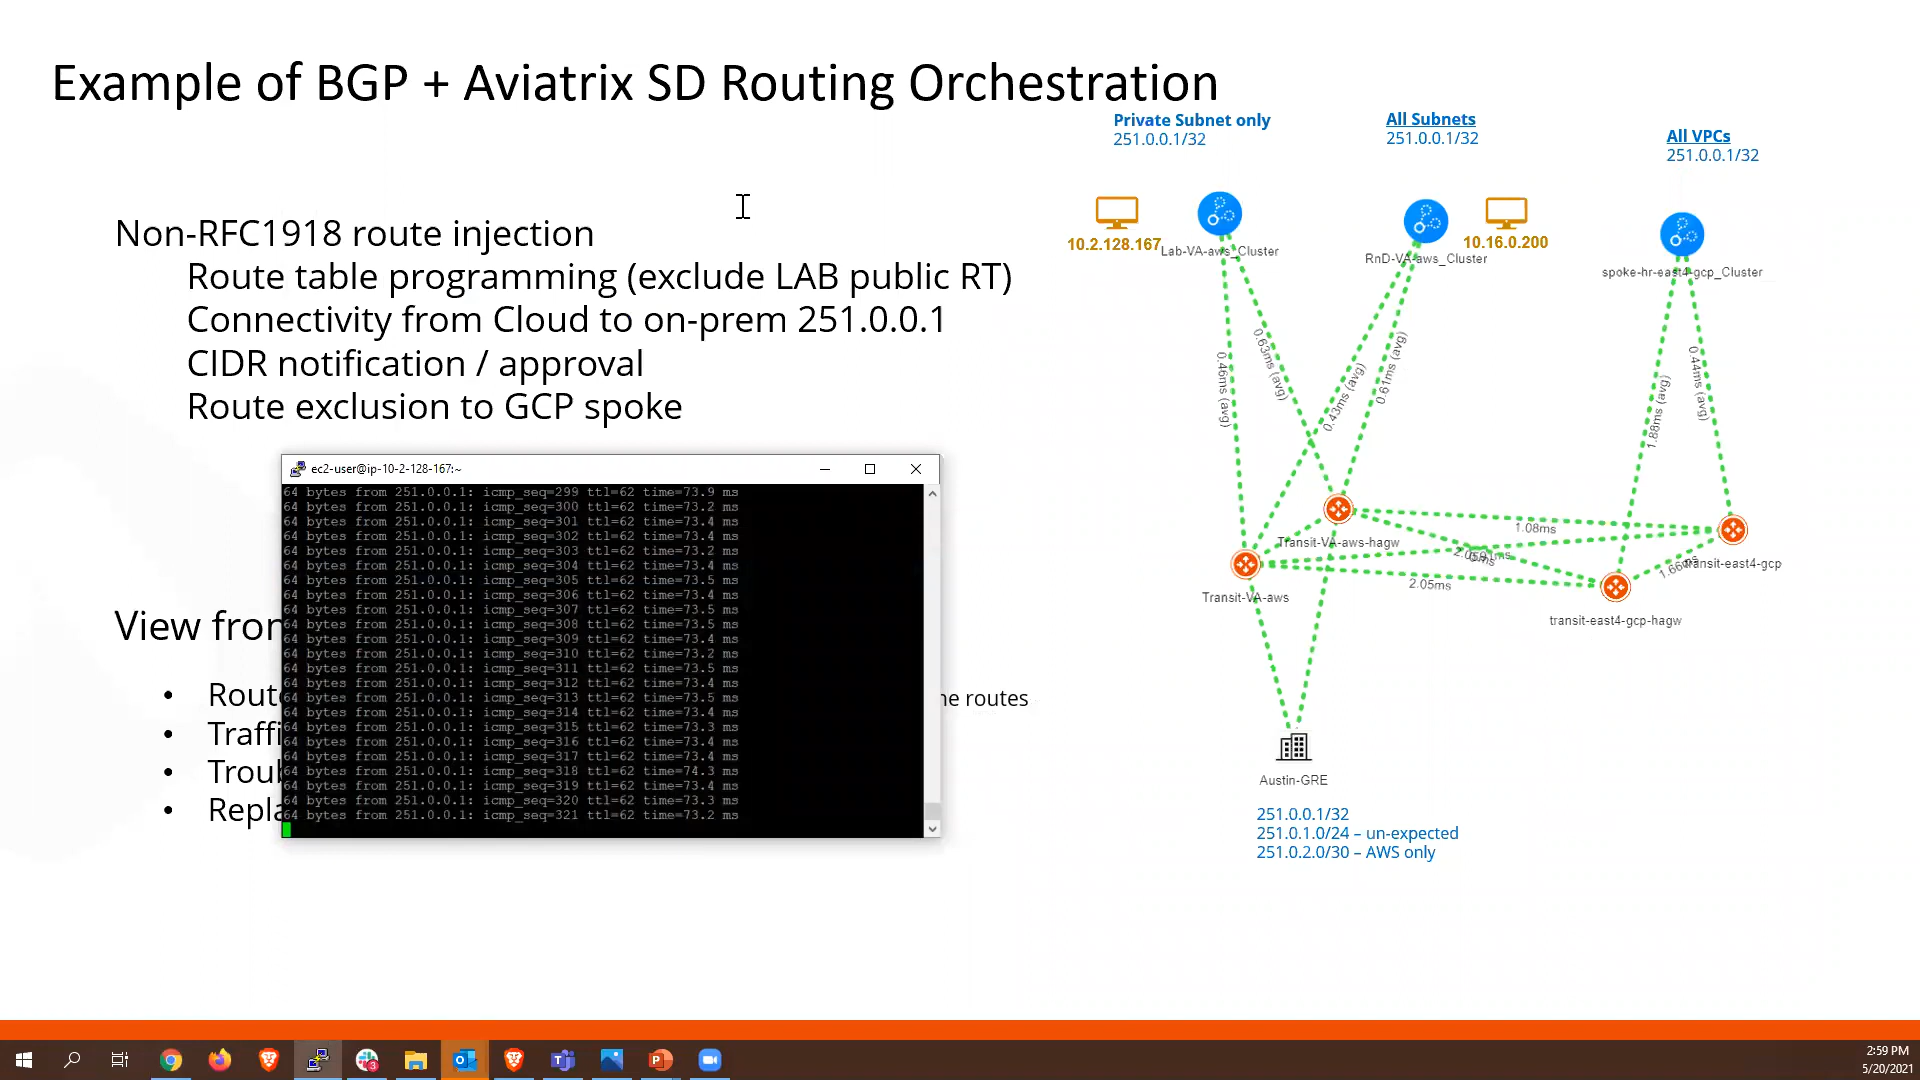 Example of BGP + Aviatrix SD Routing Orchestration
Private Subnet only
251.0.0.1/32
All Subnets
251.0.0.1/32
All VPCs
251.0.0.1/32
Non-RFC1918 route injection
Route table programming (exclude LAB public RT)
Connectivity from Cloud to on-prem 251.0.0.1
CIDR notification / approval
Route exclusion to GCP spoke
10.2.128.167
Lab-VA-aws_Cluster
RnD-VA-aws_Cluster
10.16.0.200
spoke-hr-east4-gcp_Cluster
0.46ms (avg)
0.63ms (avg)
0.43ms (avg)
0.61ms (avg)
1.88ms (avg)
0.44ms (avg)
ec2-user@ip-10-2-128-167:~
64 bytes from 251.0.0.1: icmp_seq=299 ttl=62 time=73.9 ms
64 bytes from 251.0.0.1: icmp_seq=300 ttl=62 time=73.2 ms
64 bytes from 251.0.0.1: icmp_seq=301 ttl=62 time=73.4 ms
64 bytes from 251.0.0.1: icmp_seq=302 ttl=62 time=73.4 ms
64 bytes from 251.0.0.1: icmp_seq=303 ttl=62 time=73.2 ms
64 bytes from 251.0.0.1: icmp_seq=304 ttl=62 time=73.4 ms
64 bytes from 251.0.0.1: icmp_seq=305 ttl=62 time=73.5 ms
64 bytes from 251.0.0.1: icmp_seq=306 ttl=62 time=73.4 ms
64 bytes from 251.0.0.1: icmp_seq=307 ttl=62 time=73.5 ms
64 bytes from 251.0.0.1: icmp_seq=308 ttl=62 time=73.5 ms
64 bytes from 251.0.0.1: icmp_seq=309 ttl=62 time=73.4 ms
64 bytes from 251.0.0.1: icmp_seq=310 ttl=62 time=73.2 ms
64 bytes from 251.0.0.1: icmp_seq=311 ttl=62 time=73.5 ms
64 bytes from 251.0.0.1: icmp_seq=312 ttl=62 time=73.4 ms
64 bytes from 251.0.0.1: icmp_seq=313 ttl=62 time=73.5 ms
64 bytes from 251.0.0.1: icmp_seq=314 ttl=62 time=73.4 ms
64 bytes from 251.0.0.1: icmp_seq=315 ttl=62 time=73.3 ms
64 bytes from 251.0.0.1: icmp_seq=316 ttl=62 time=73.4 ms
64 bytes from 251.0.0.1: icmp_seq=317 ttl=62 time=73.4 ms
64 bytes from 251.0.0.1: icmp_seq=318 ttl=62 time=74.3 ms
64 bytes from 251.0.0.1: icmp_seq=319 ttl=62 time=73.4 ms
64 bytes from 251.0.0.1: icmp_seq=320 ttl=62 time=73.3 ms
64 bytes from 251.0.0.1: icmp_seq=321 ttl=62 time=73.2 ms
View from
• Rout
ne routes
• Traffi
• Troub
• Repla
Transit-VA-aws-hagw
1.08ms
2.05ms
Transit-VA-aws
transit-east4-gcp
transit-east4-gcp-hagw
Austin-GRE
251.0.0.1/32
251.0.1.0/24 – un-expected
251.0.2.0/30 – AWS only
2:59 PM
5/20/2021